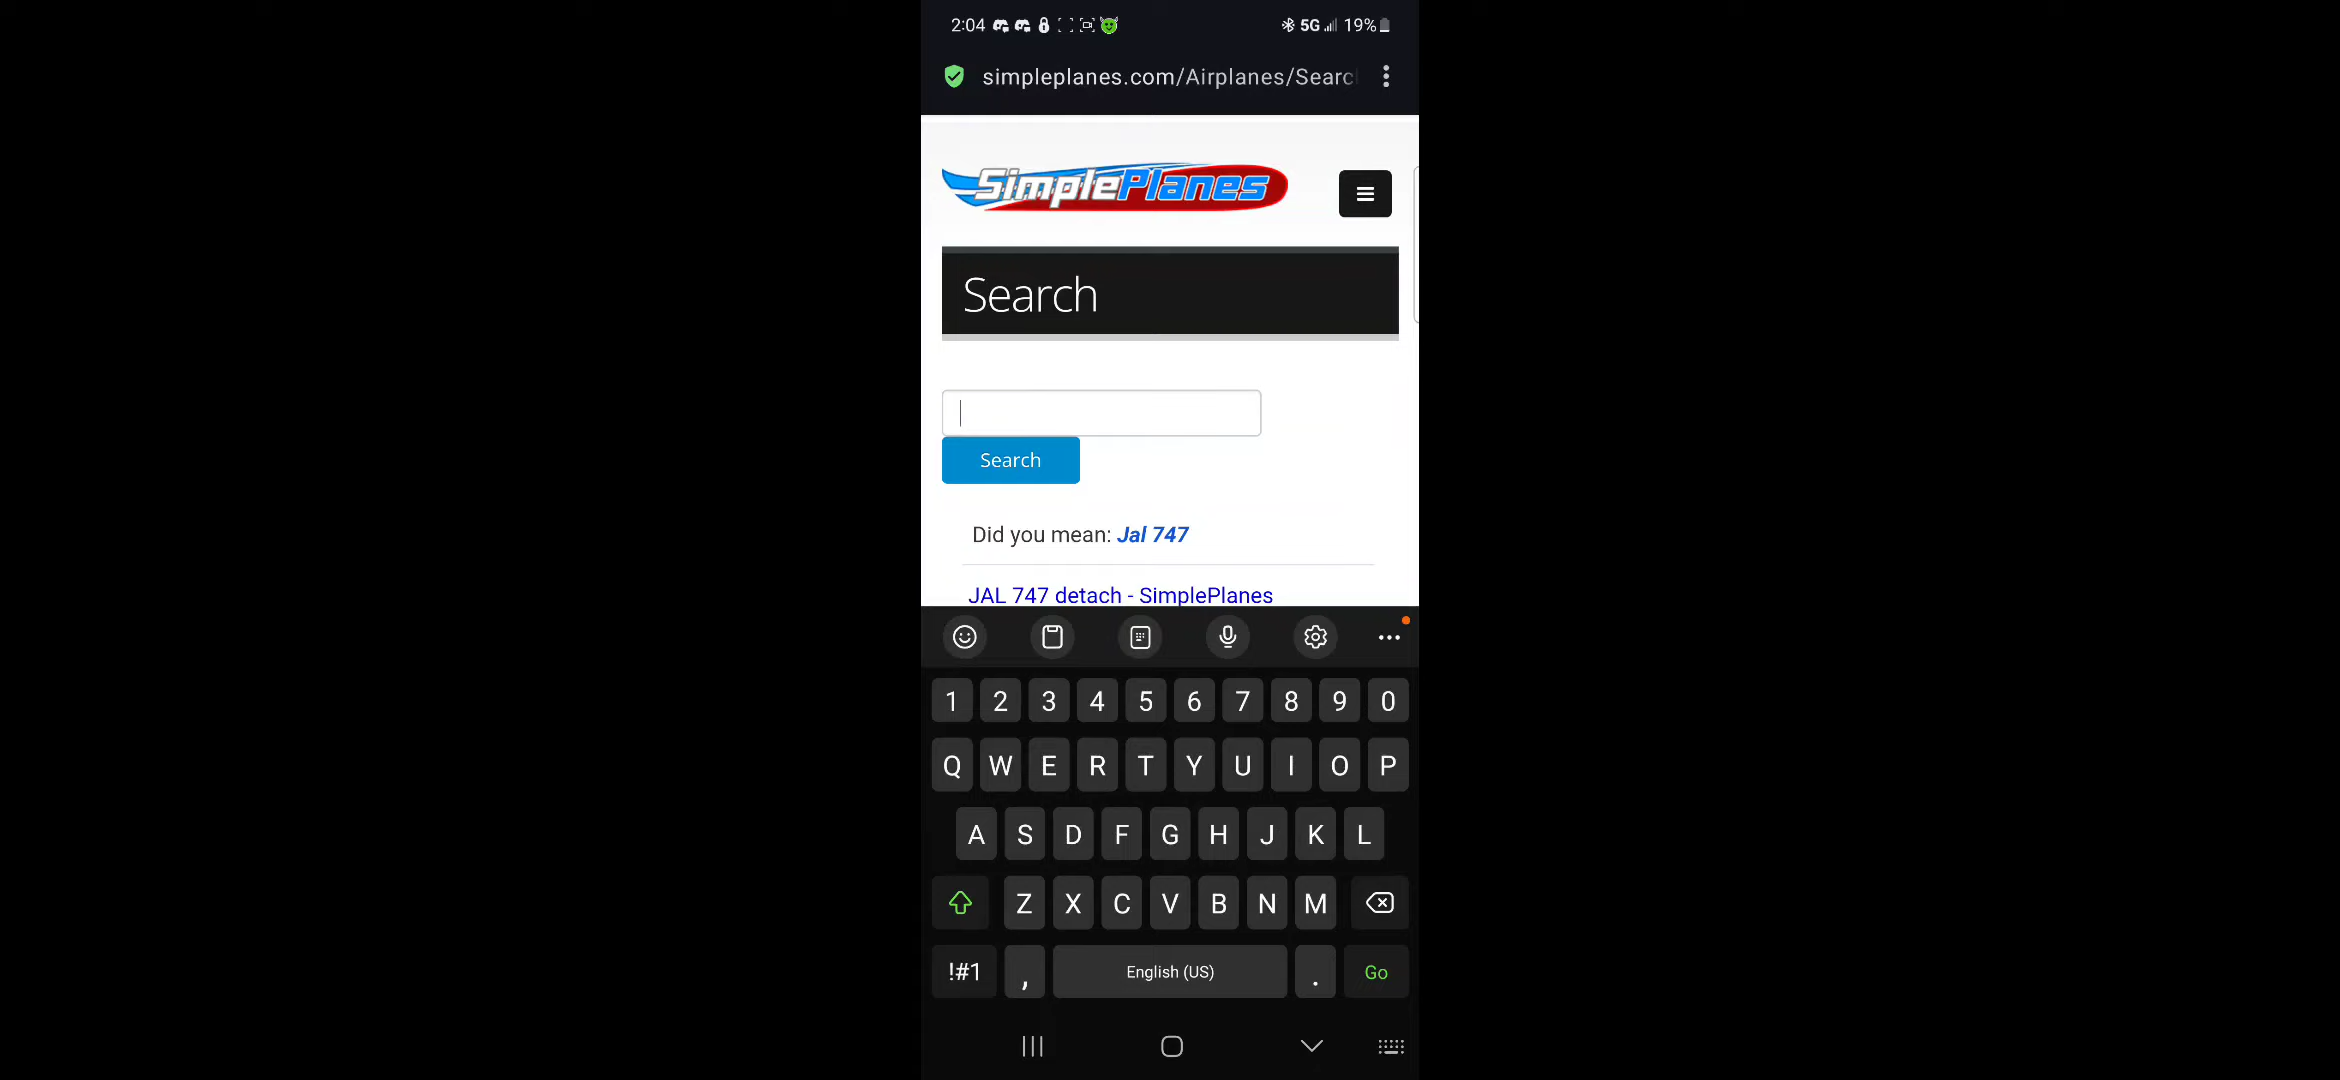 2:04 5G 19%
simpleplanes.com/Airplanes/Searc
SimplePlanes
Search
Search
Did you mean: Jal 747
JAL 747 detach - SimplePlanes
1 2 3 4 5 6 7 8 9 0
Q W E R T Y U I O P
A S D F G H J K L
Z X C V B N M
!#1 , English (US) . Go